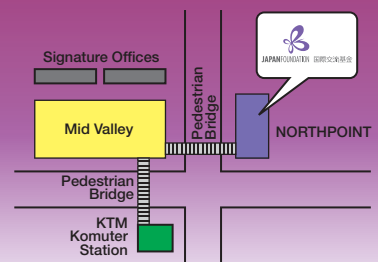 Signature Offices
JAPANFOUNDATION 国際交流基金
Pedestrian
Bridge
Mid Valley
NORTHPOINT
Pedestrian
Bridge
KTM
Komuter
Station